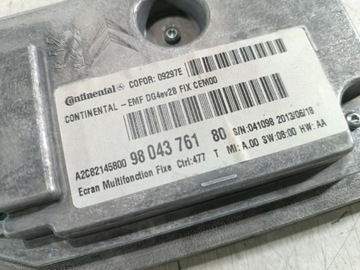 Continental COFOR: 09297E
CONTINENTAL - EMF DG4ev28 FIX CEM00
A2C82145800 98 043 761 80 S/N:041098 2013/06/18
Ecran Multifonction Fixe Ctrl:477 T MI:A.00 SW:08:00 HW:AA